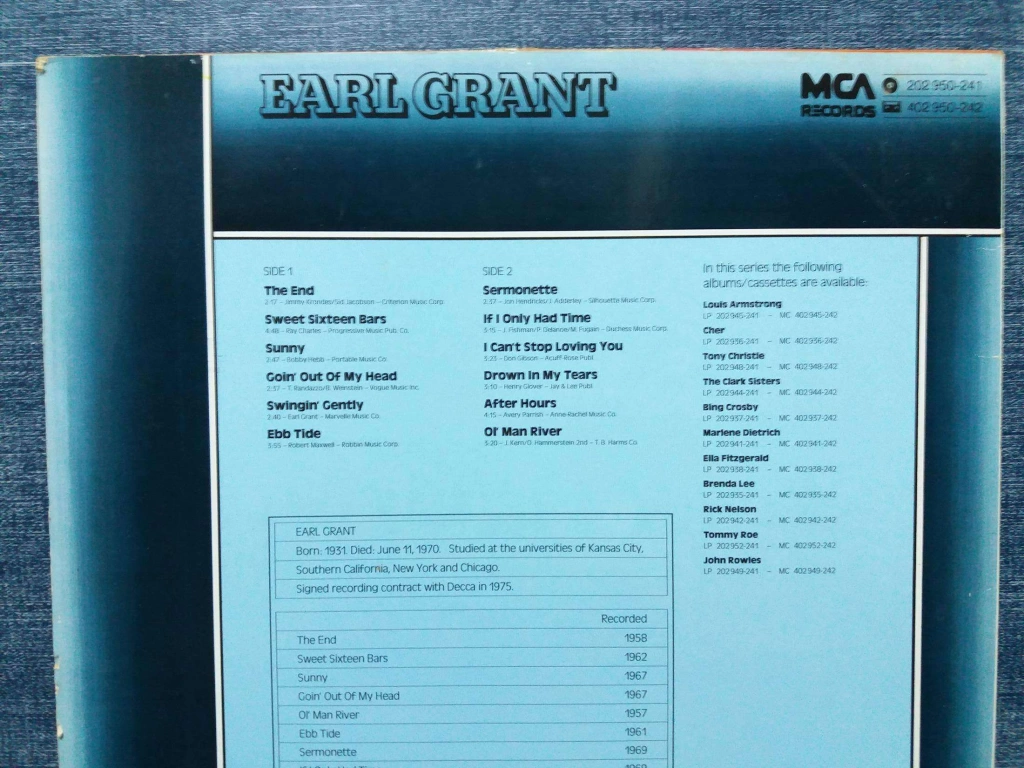 EARL GRANT
MCA
RECORDS
202 950-241
402 950-242
SIDE 1
The End
2:17 – Jimmy Krondes/Sid Jacobson – Criterion Music Corp.
Sweet Sixteen Bars
4:48 – Ray Charles – Progressive Music Pub. Co.
Sunny
2:47 – Bobby Hebb – Portable Music Co.
Goin' Out Of My Head
2:37 – T. Randazzo/B. Weinstein – Vogue Music Inc.
Swingin' Gently
2:40 – Earl Grant – Marvelle Music Co.
Ebb Tide
3:55 – Robert Maxwell – Robbin Music Corp.
SIDE 2
Sermonette
2:37 – Jon Hendricks/J. Adderley – Silhouette Music Corp.
If I Only Had Time
3:15 – J. Fishman/P. Delanoe/M. Fugain – Duchess Music Corp.
I Can't Stop Loving You
3:23 – Don Gibson – Acuff-Rose Publ.
Drown In My Tears
3:10 – Henry Glover – Jay & Lee Publ.
After Hours
4:15 – Avery Parrish – Anne-Rachel Music Co.
Ol' Man River
3:20 – J. Kern/O. Hammerstein 2nd – T. B. Harms Co.
In this series the following
albums/cassettes are available:
Louis Armstrong
LP 202945-241 – MC 402945-242
Cher
LP 202936-241 – MC 402936-242
Tony Christie
LP 202948-241 – MC 402948-242
The Clark Sisters
LP 202944-241 – MC 402944-242
Bing Crosby
LP 202937-241 – MC 402937-242
Marlene Dietrich
LP 202941-241 – MC 402941-242
Ella Fitzgerald
LP 202938-241 – MC 402938-242
Brenda Lee
LP 202935-241 – MC 402935-242
Rick Nelson
LP 202942-241 – MC 402942-242
Tommy Roe
LP 202952-241 – MC 402952-242
John Rowles
LP 202949-241 – MC 402949-242
EARL GRANT
Born: 1931. Died: June 11, 1970. Studied at the universities of Kansas City,
Southern California, New York and Chicago.
Signed recording contract with Decca in 1975.
Recorded
The End 1958
Sweet Sixteen Bars 1962
Sunny 1967
Goin' Out Of My Head 1967
Ol' Man River 1957
Ebb Tide 1961
Sermonette 1969